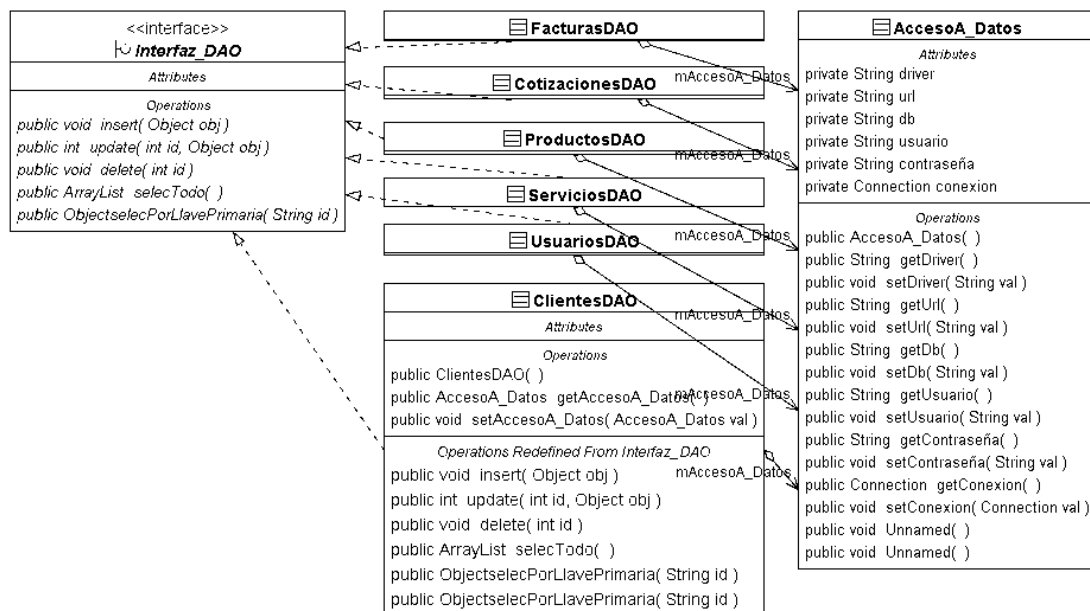 <<interface>>
Interfaz_DAO
Attributes
Operations
public void insert( Object obj )
public int update( int id, Object obj )
public void delete( int id )
public ArrayList selecTodo( )
public ObjectselecPorLlavePrimaria( String id )
FacturasDAO
mAccesoA_Datos
CotizacionesDAO
mAccesoA_Datos
ProductosDAO
mAccesoA_Datos
ServiciosDAO
mAccesoA_Datos
UsuariosDAO
mAccesoA_Datos
ClientesDAO
Attributes
Operations
public ClientesDAO( )
public AccesoA_Datos getAccesoA_Datos( )
public void setAccesoA_Datos( AccesoA_Datos val )
Operations Redefined From Interfaz_DAO
public void insert( Object obj )
public int update( int id, Object obj )
public void delete( int id )
public ArrayList selecTodo( )
public ObjectselecPorLlavePrimaria( String id )
public ObjectselecPorLlavePrimaria( String id )
mAccesoA_Datos
AccesoA_Datos
Attributes
private String driver
private String url
private String db
private String usuario
private String contraseña
private Connection conexion
Operations
public AccesoA_Datos( )
public String getDriver( )
public void setDriver( String val )
public String getUrl( )
public void setUrl( String val )
public String getDb( )
public void setDb( String val )
public String getUsuario( )
public void setUsuario( String val )
public String getContraseña( )
public void setContraseña( String val )
public Connection getConexion( )
public void setConexion( Connection val )
public void Unnamed( )
public void Unnamed( )